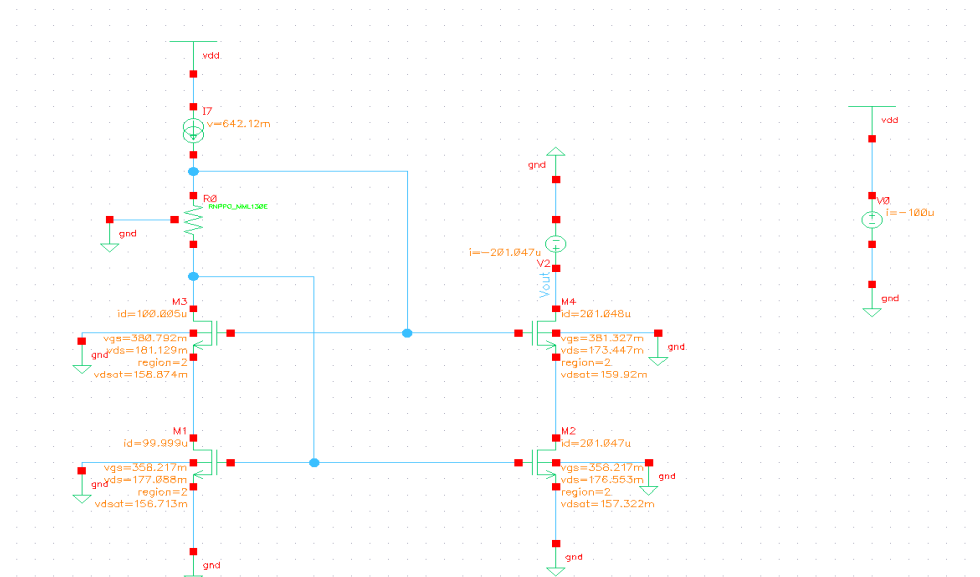 vdd
I7
v=642.12m
R0
RNPPO_MML130E
gnd
M3
id=100.005u
vgs=380.792m
vds=181.129m
region=2
vdsat=158.874m
gnd
M1
id=99.999u
vgs=358.217m
vds=177.088m
region=2
vdsat=156.713m
gnd
gnd
gnd
i=-201.047u
V2
Vout
M4
id=201.048u
vgs=381.327m
vds=173.447m
region=2
vdsat=159.92m
gnd
M2
id=201.047u
vgs=358.217m
vds=176.553m
region=2
vdsat=157.322m
gnd
gnd
vdd
V0
i=-100u
gnd